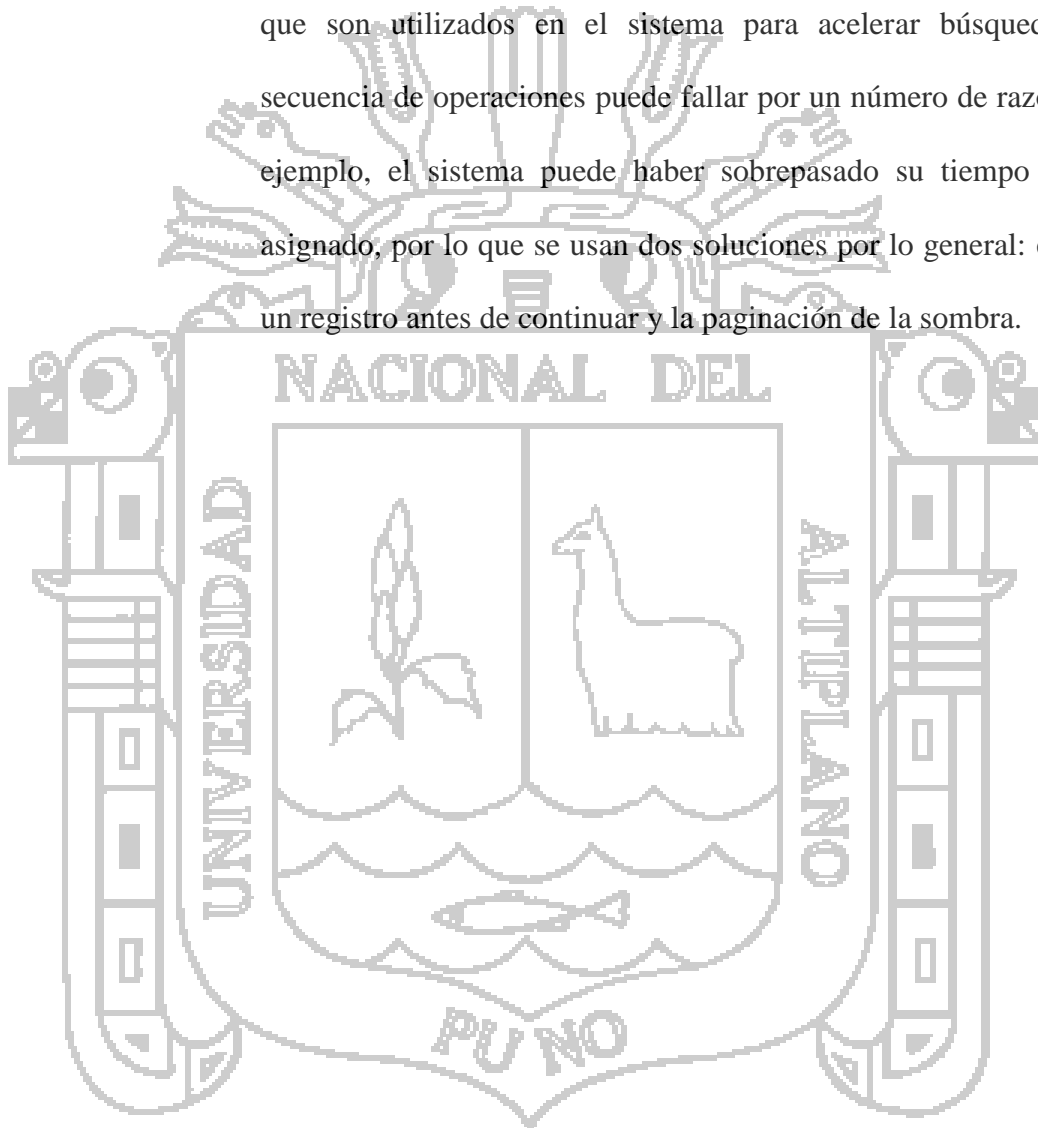 que son utilizados en el sistema para acelerar
secuencia de operaciones puede fallar por un número de
ejemplo, el sistema puede haber sobrepasado su tiempo
asignado, por lo que se usan dos soluciones por lo general:
un registro antes de continuar y la paginación de la sombra.
NACIONAL DEL
UNIVERSIDAD
ALTIPLANO
PUNO